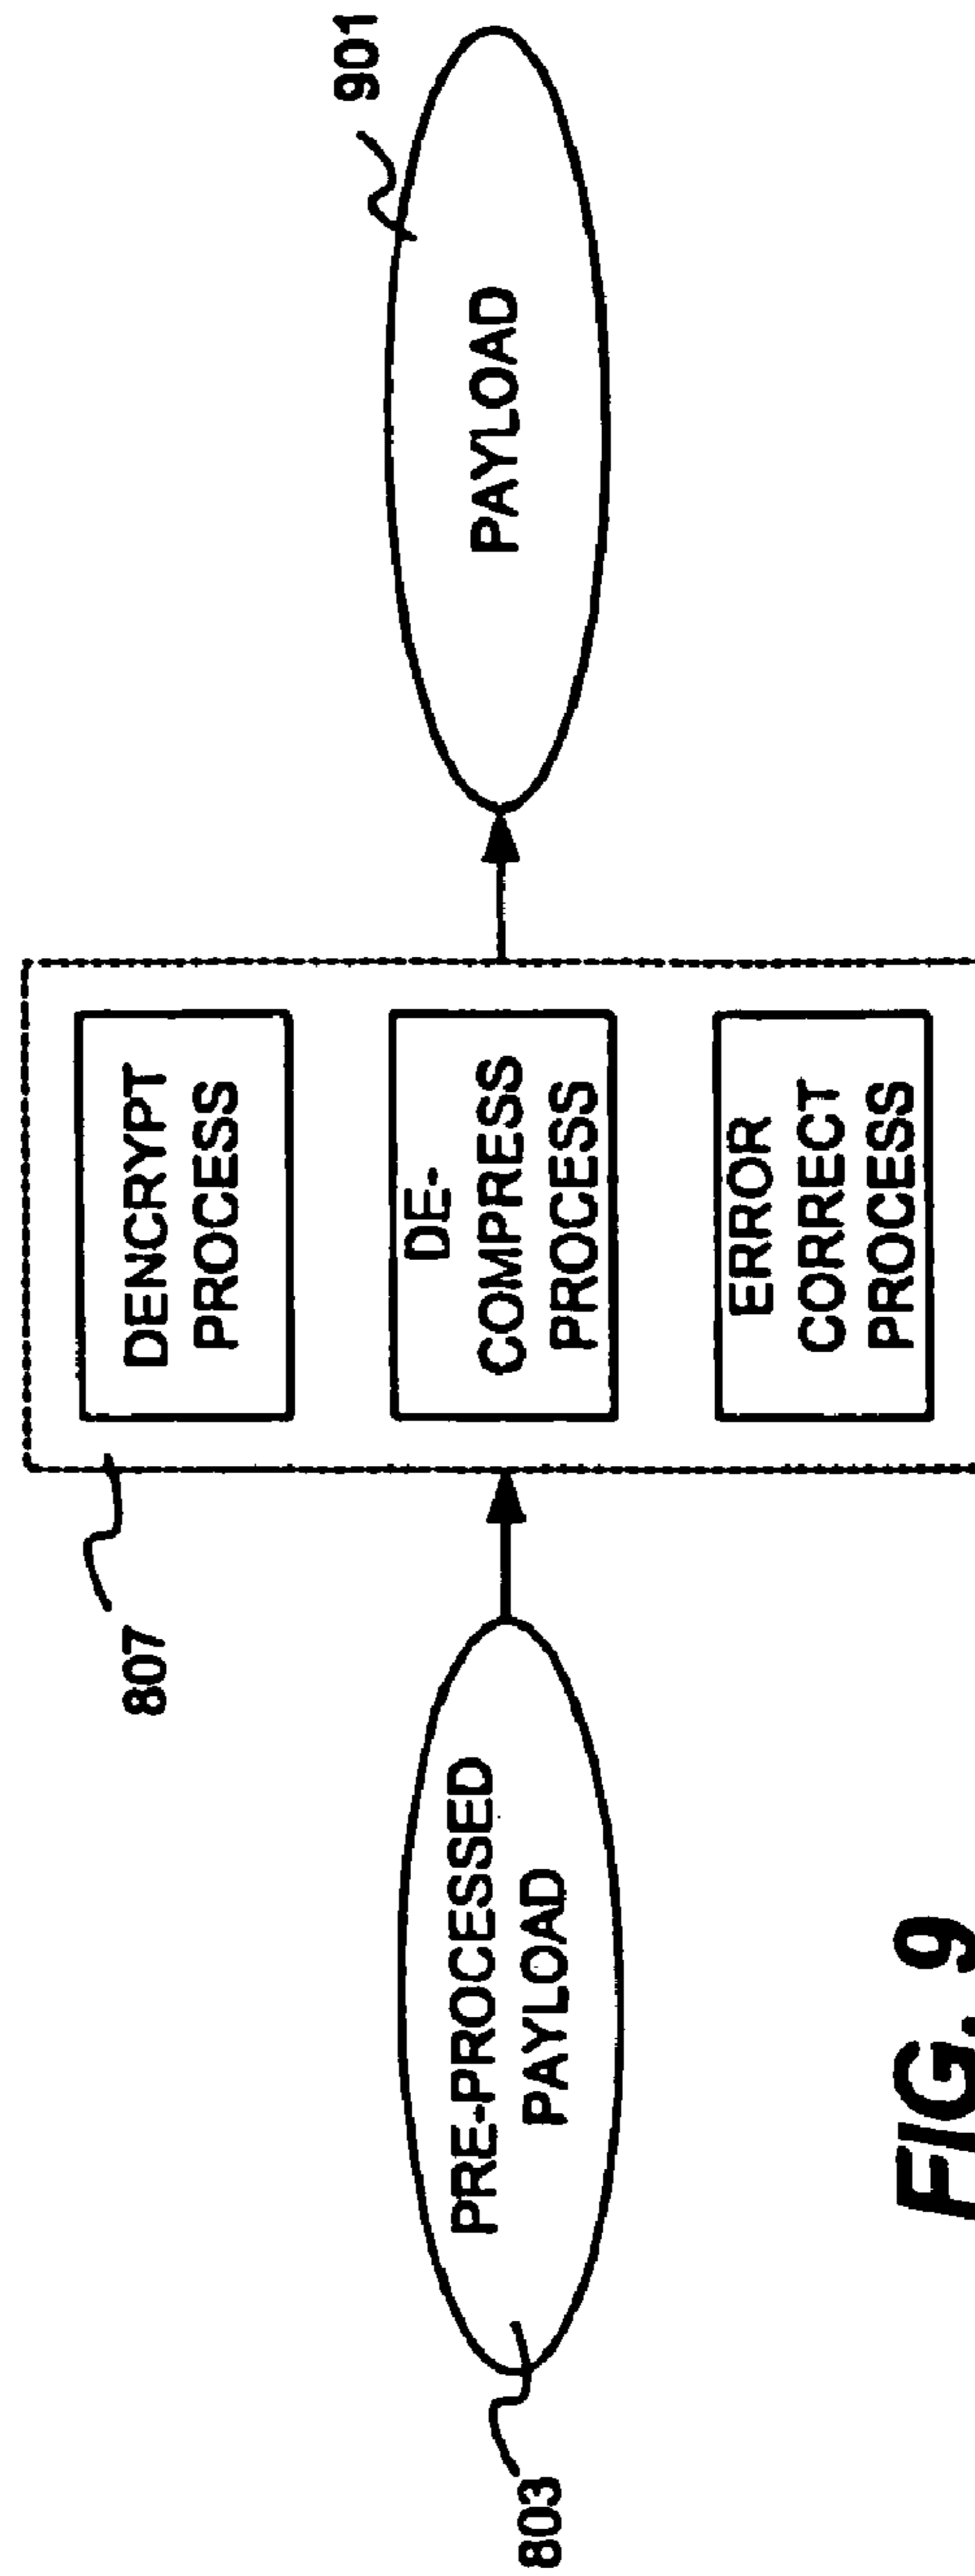 803
PRE-PROCESSED
PAYLOAD
807
DENCRYPT
PROCESS
DE-
COMPRESS
PROCESS
ERROR
CORRECT
PROCESS
PAYLOAD
901
FIG. 9